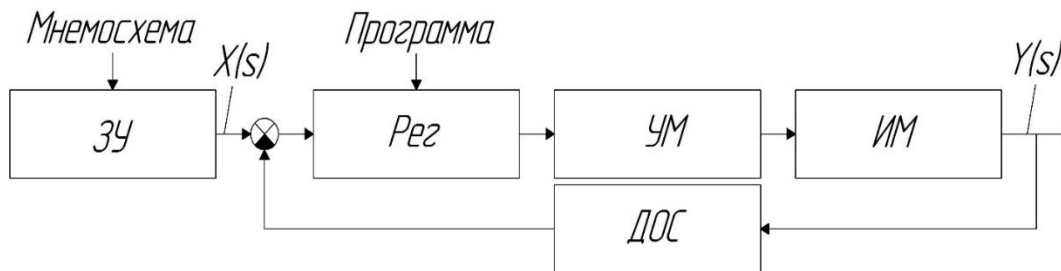 Мнемосхема
Программа
X(s)
Y(s)
ЗУ
Рег
УМ
ИМ
ДОС